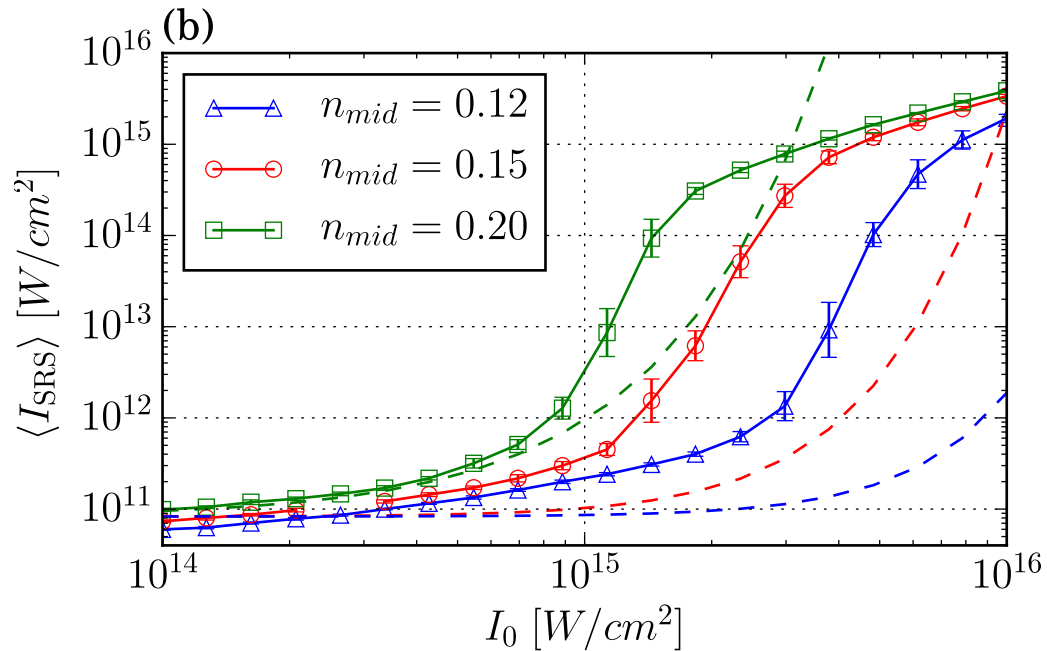 (b)
10^16
10^15
10^14
10^13
10^12
10^11
⟨I_SRS⟩ [W/cm^2]
n_mid = 0.12
n_mid = 0.15
n_mid = 0.20
10^14 10^15 10^16
I_0 [W/cm^2]